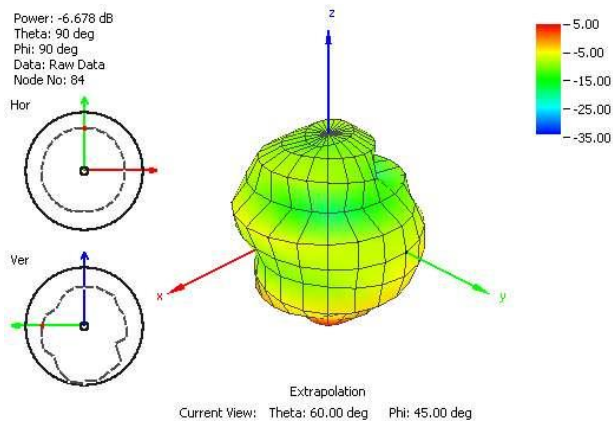 Power: -6.678 dB
Theta: 90 deg
Phi: 90 deg
Data: Raw Data
Node No: 84
Hor
Ver
z
x
y
5.00
-5.00
-15.00
-25.00
-35.00
Extrapolation
Current View: Theta: 60.00 deg Phi: 45.00 deg